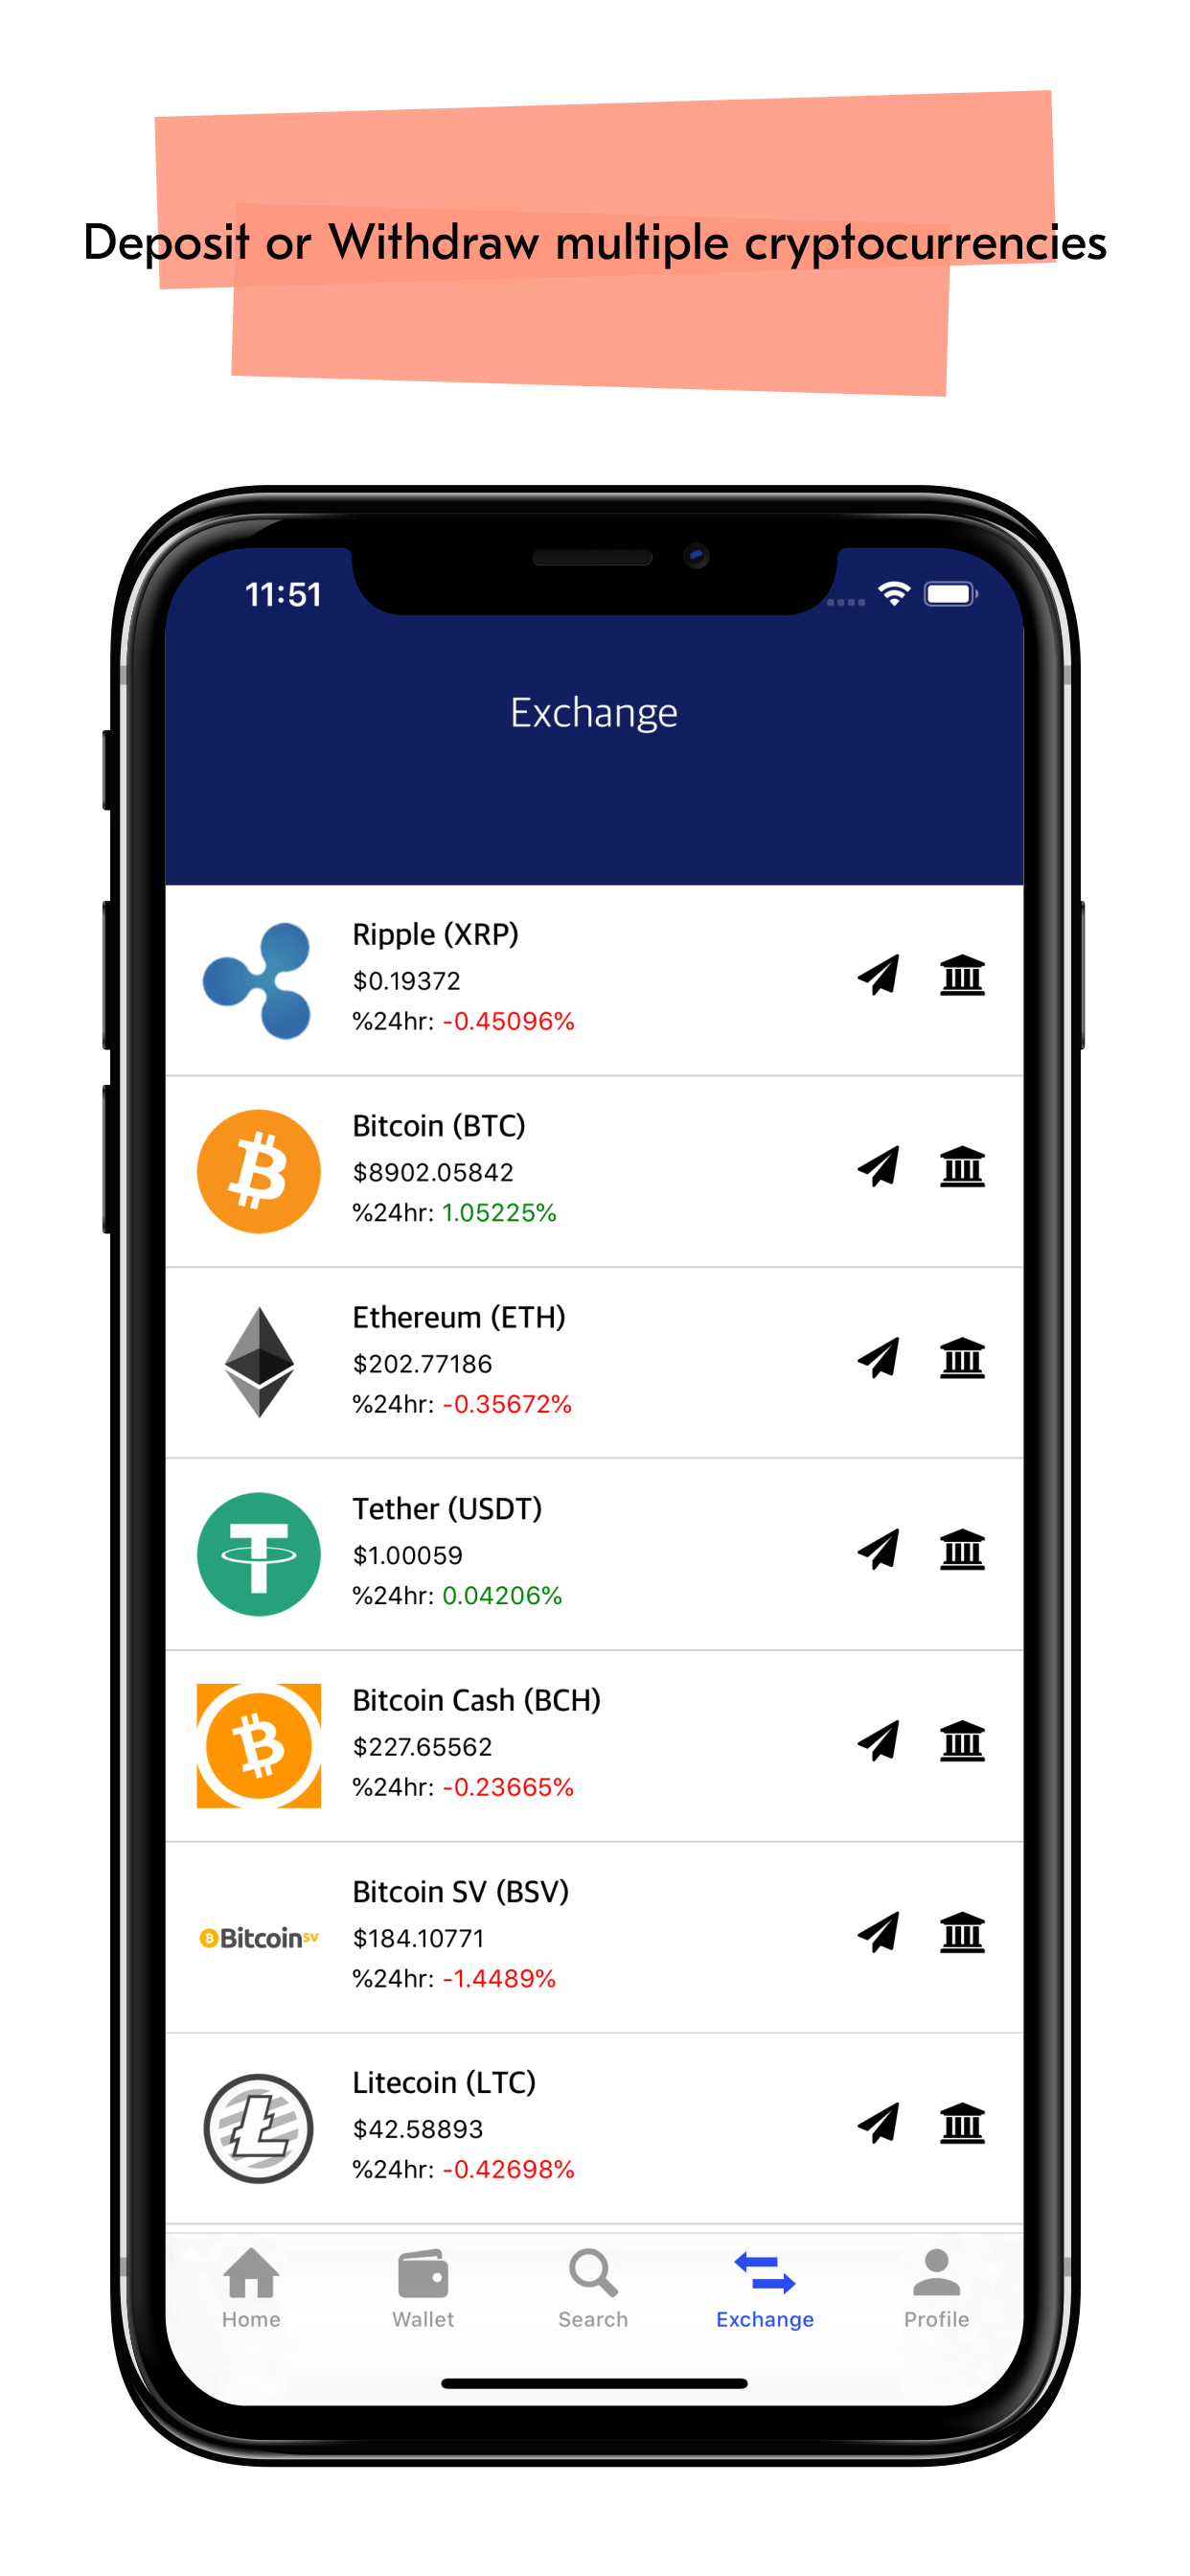 Deposit or Withdraw multiple cryptocurrencies
11:51
Exchange
Ripple (XRP)
$0.19372
%24hr: -0.45096%
Bitcoin (BTC)
$8902.05842
%24hr: 1.05225%
Ethereum (ETH)
$202.77186
%24hr: -0.35672%
Tether (USDT)
$1.00059
%24hr: 0.04206%
Bitcoin Cash (BCH)
$227.65562
%24hr: -0.23665%
Bitcoin SV (BSV)
BitcoinSV
$184.10771
%24hr: -1.4489%
Litecoin (LTC)
$42.58893
%24hr: -0.42698%
Home Wallet Search Exchange Profile